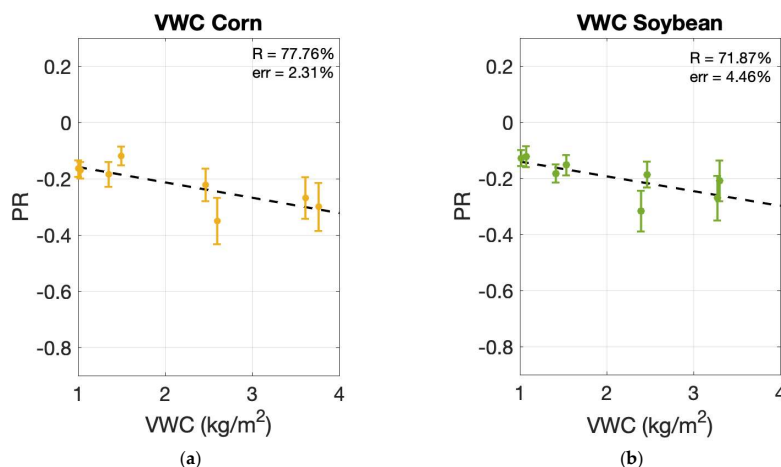 VWC Corn
R = 77.76%
err = 2.31%
0.2
0
-0.2
-0.4
-0.6
-0.8
PR
1 2 3 4
VWC (kg/m²)
(a)
VWC Soybean
R = 71.87%
err = 4.46%
0.2
0
-0.2
-0.4
-0.6
-0.8
PR
1 2 3 4
VWC (kg/m²)
(b)